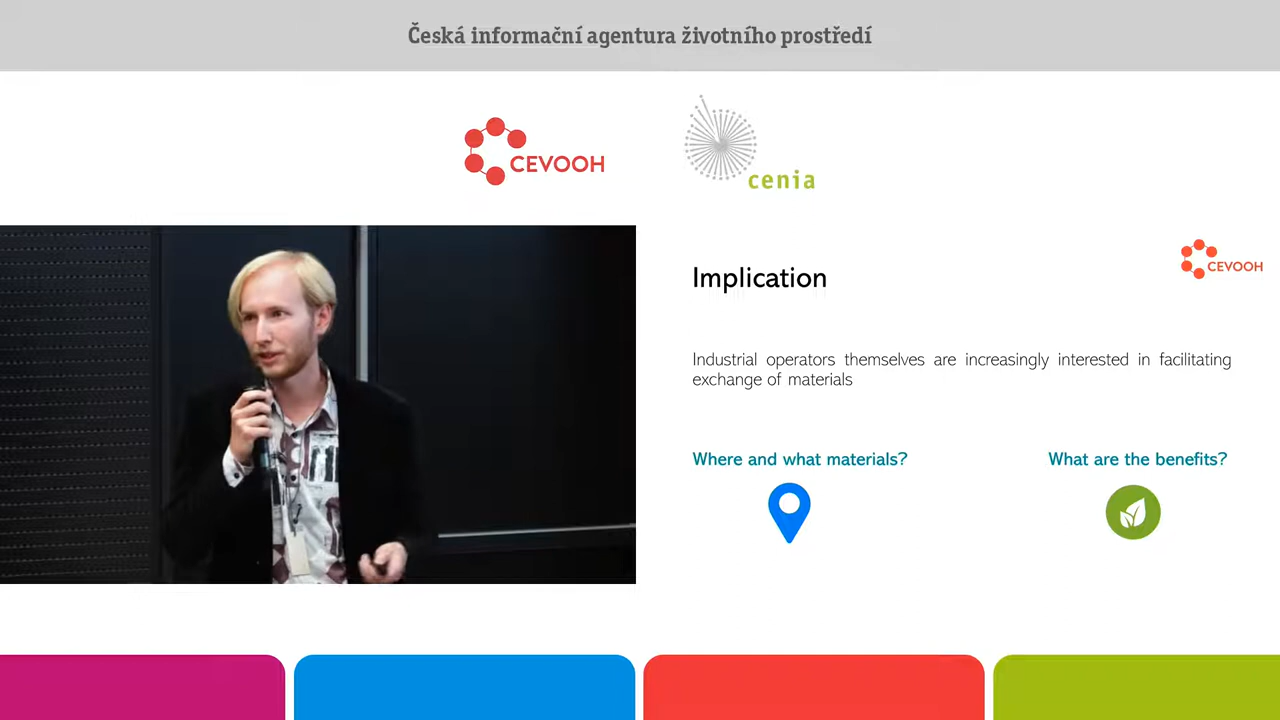 Česká informační agentura životního prostředí
CEVOOH
cenia
CEVOOH
Implication
Industrial operators themselves are increasingly interested in facilitating
exchange of materials
Where and what materials?
What are the benefits?